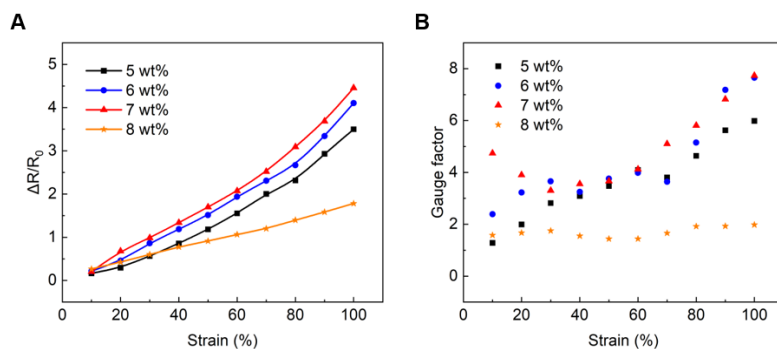 A
5 wt%
6 wt%
7 wt%
8 wt%
ΔR/R₀
5
4
3
2
1
0
0 20 40 60 80 100
Strain (%)
B
5 wt%
6 wt%
7 wt%
8 wt%
Gauge factor
8
6
4
2
0
0 20 40 60 80 100
Strain (%)